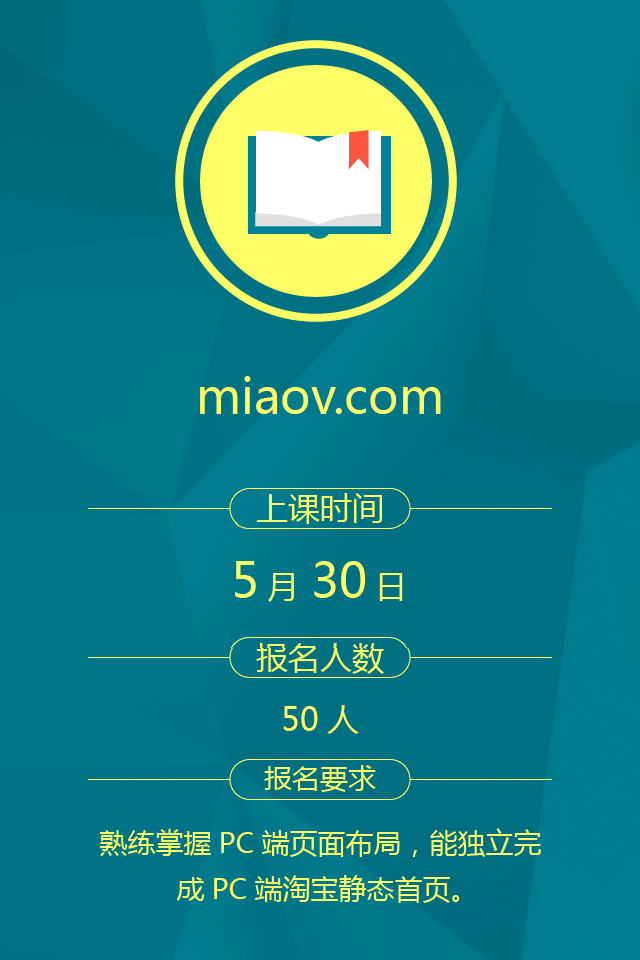 miaov.com
上课时间
5 月 30 日
报名人数
50 人
报名要求
熟练掌握 PC 端页面布局，能独立完
成 PC 端淘宝静态首页。